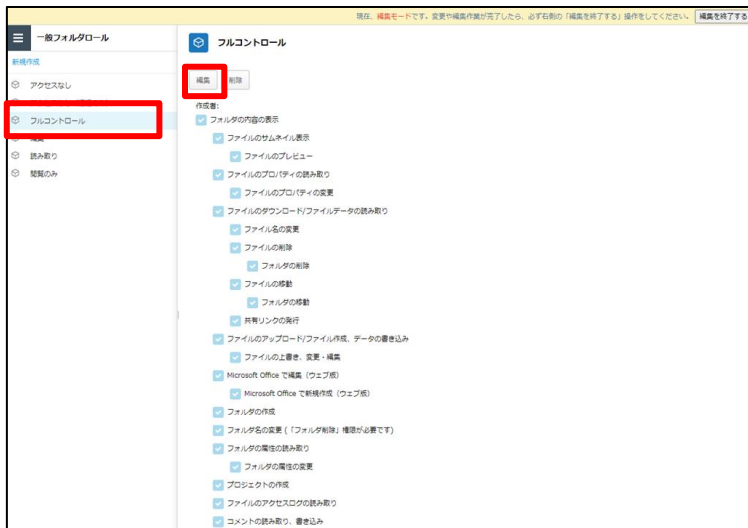 現在、編集モードです。変更や編集作業が完了したら、必ず右側の「編集を終了する」操作をしてください。 編集を終了する
一般フォルダロール
新規作成
アクセスなし
フルコントロール
編集
読み取り
閲覧のみ
フルコントロール
編集 削除
作成者:
フォルダの内容の表示
ファイルのサムネイル表示
ファイルのプレビュー
ファイルのプロパティの読み取り
ファイルのプロパティの変更
ファイルのダウンロード/ファイルデータの読み取り
ファイル名の変更
ファイルの削除
フォルダの削除
ファイルの移動
フォルダの移動
共有リンクの発行
ファイルのアップロード/ファイル作成、データの書き込み
ファイルの上書き、変更・編集
Microsoft Office で編集（ウェブ版）
Microsoft Office で新規作成（ウェブ版）
フォルダの作成
フォルダ名の変更 (「フォルダ削除」権限が必要です)
フォルダの属性の読み取り
フォルダの属性の変更
プロジェクトの作成
ファイルのアクセスログの読み取り
コメントの読み取り、書き込み